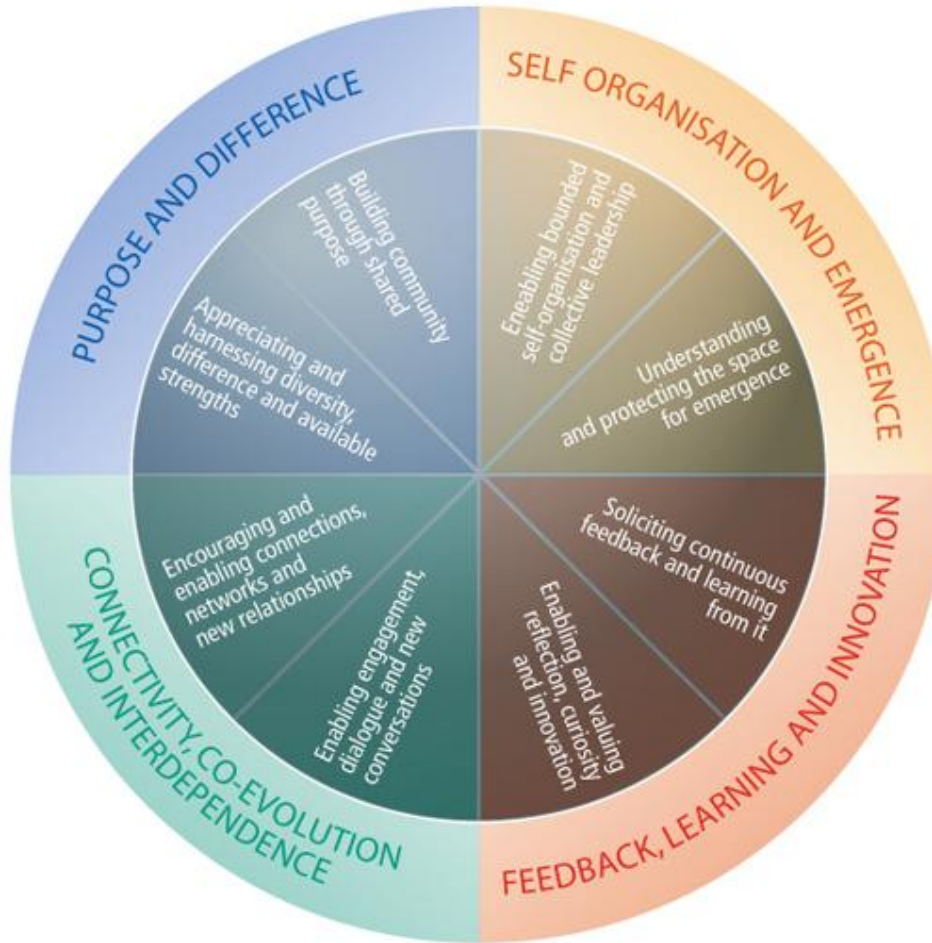 PURPOSE AND DIFFERENCE
Building community
through shared
purpose
Appreciating and
harnessing diversity,
difference and available
strengths
SELF ORGANISATION AND EMERGENCE
Eneabling bounded
self-organisation and
collective leadership
Understanding
and protecting the space
for emergence
FEEDBACK, LEARNING AND INNOVATION
Soliciting continuous
feedback and learning
from it
Enabling and valuing
reflection, curiosity
and innovation
CONNECTIVITY, CO-EVOLUTION
AND INTERDEPENDENCE
Encouraging and
enabling connections,
networks and
new relationships
Enabling engagement,
dialogue and new
conversations